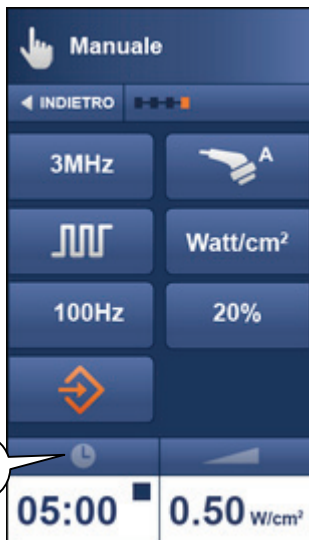 Manuale
INDIETRO
3MHz
A
Watt/cm²
100Hz
20%
05:00
0.50 W/cm²